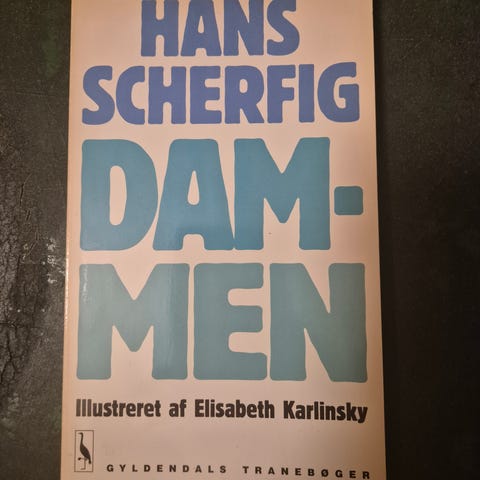 HANS
SCHERFIG
DAM-
MEN
Illustreret af Elisabeth Karlinsky
GYLDENDALS TRANEBØGER